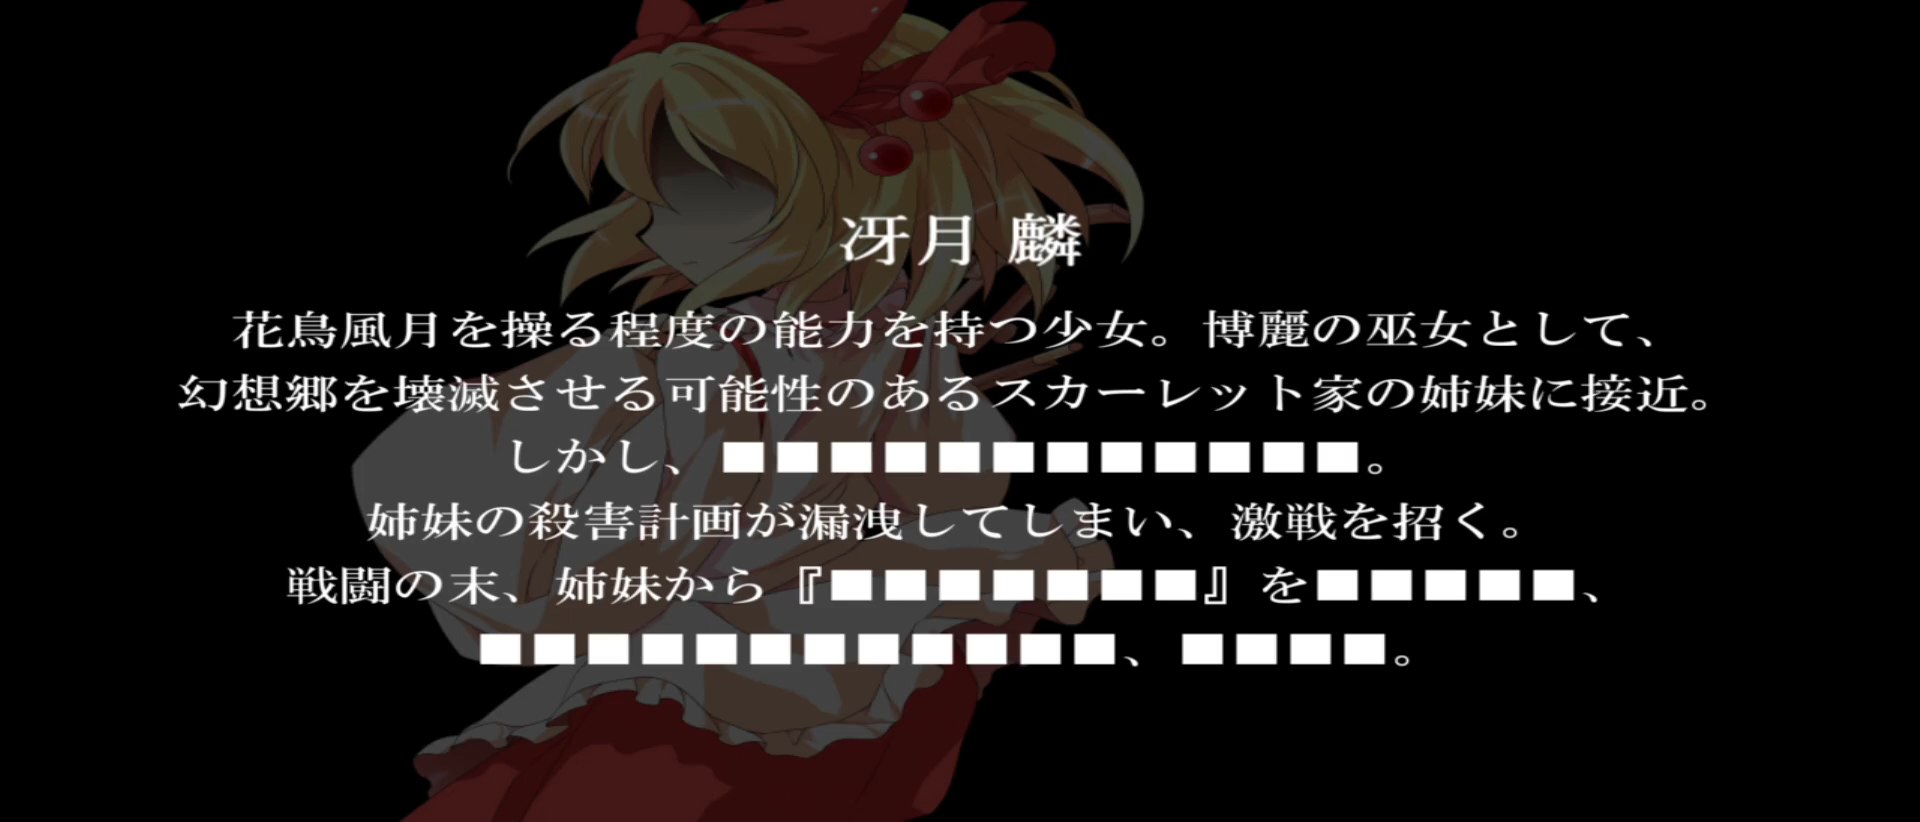 冴月 麟
花鳥風月を操る程度の能力を持つ少女。博麗の巫女として、
幻想郷を壊滅させる可能性のあるスカーレット家の姉妹に接近。
しかし、■■■■■■■■■■■■。
姉妹の殺害計画が漏洩してしまい、激戦を招く。
戦闘の末、姉妹から『■■■■■■■』を■■■■■、
■■■■■■■■■■■■、■■■■。